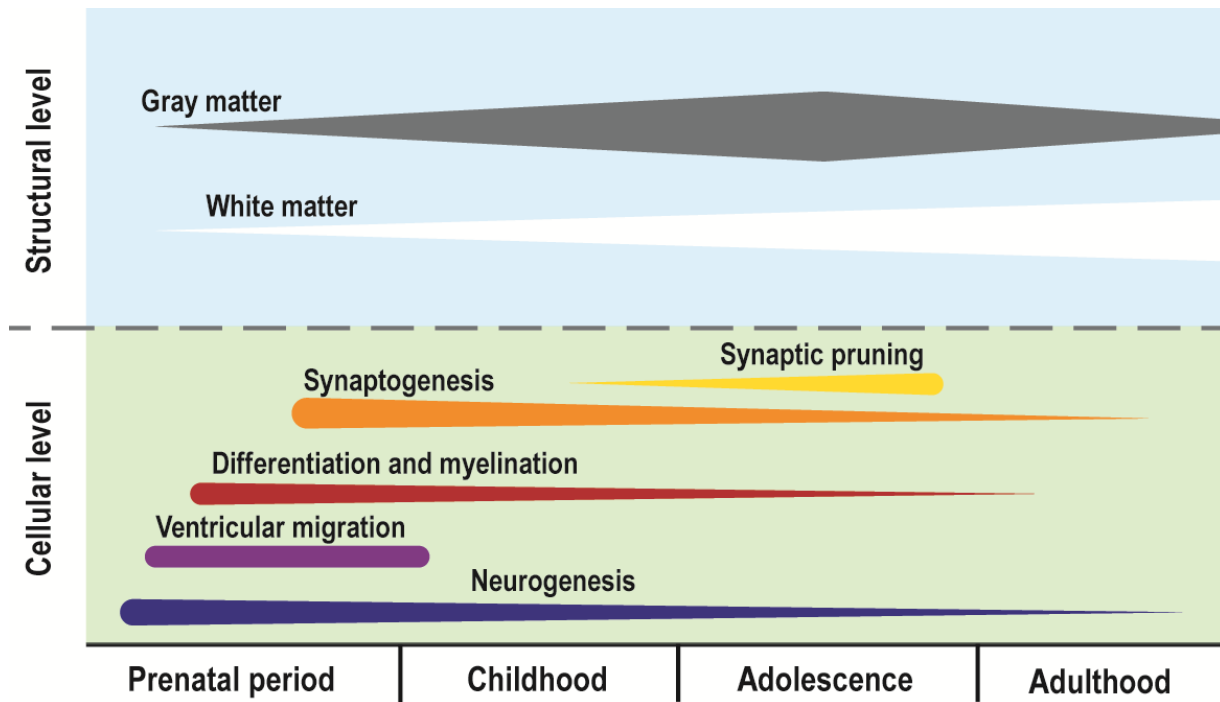 Structural level
Gray matter
White matter
Cellular level
Synaptic pruning
Synaptogenesis
Differentiation and myelination
Ventricular migration
Neurogenesis
Prenatal period
Childhood
Adolescence
Adulthood